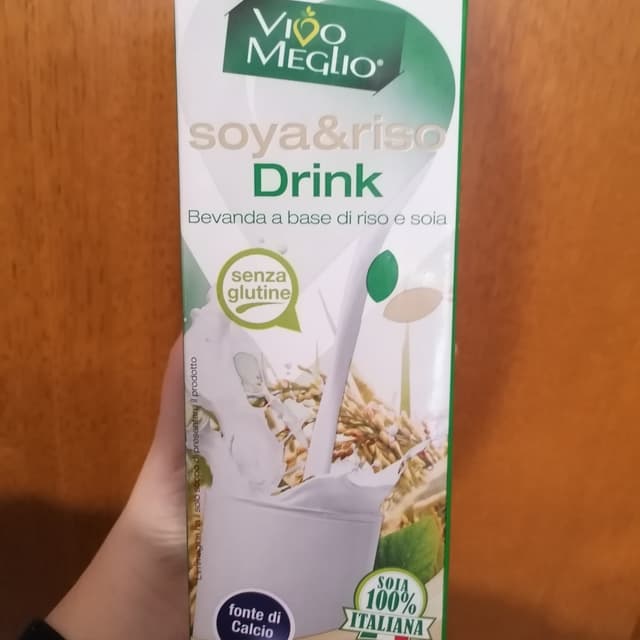 VIVO
MEGLIO®
soya&riso
Drink
Bevanda a base di riso e soia
senza
glutine
fonte di
Calcio
SOIA
100%
ITALIANA